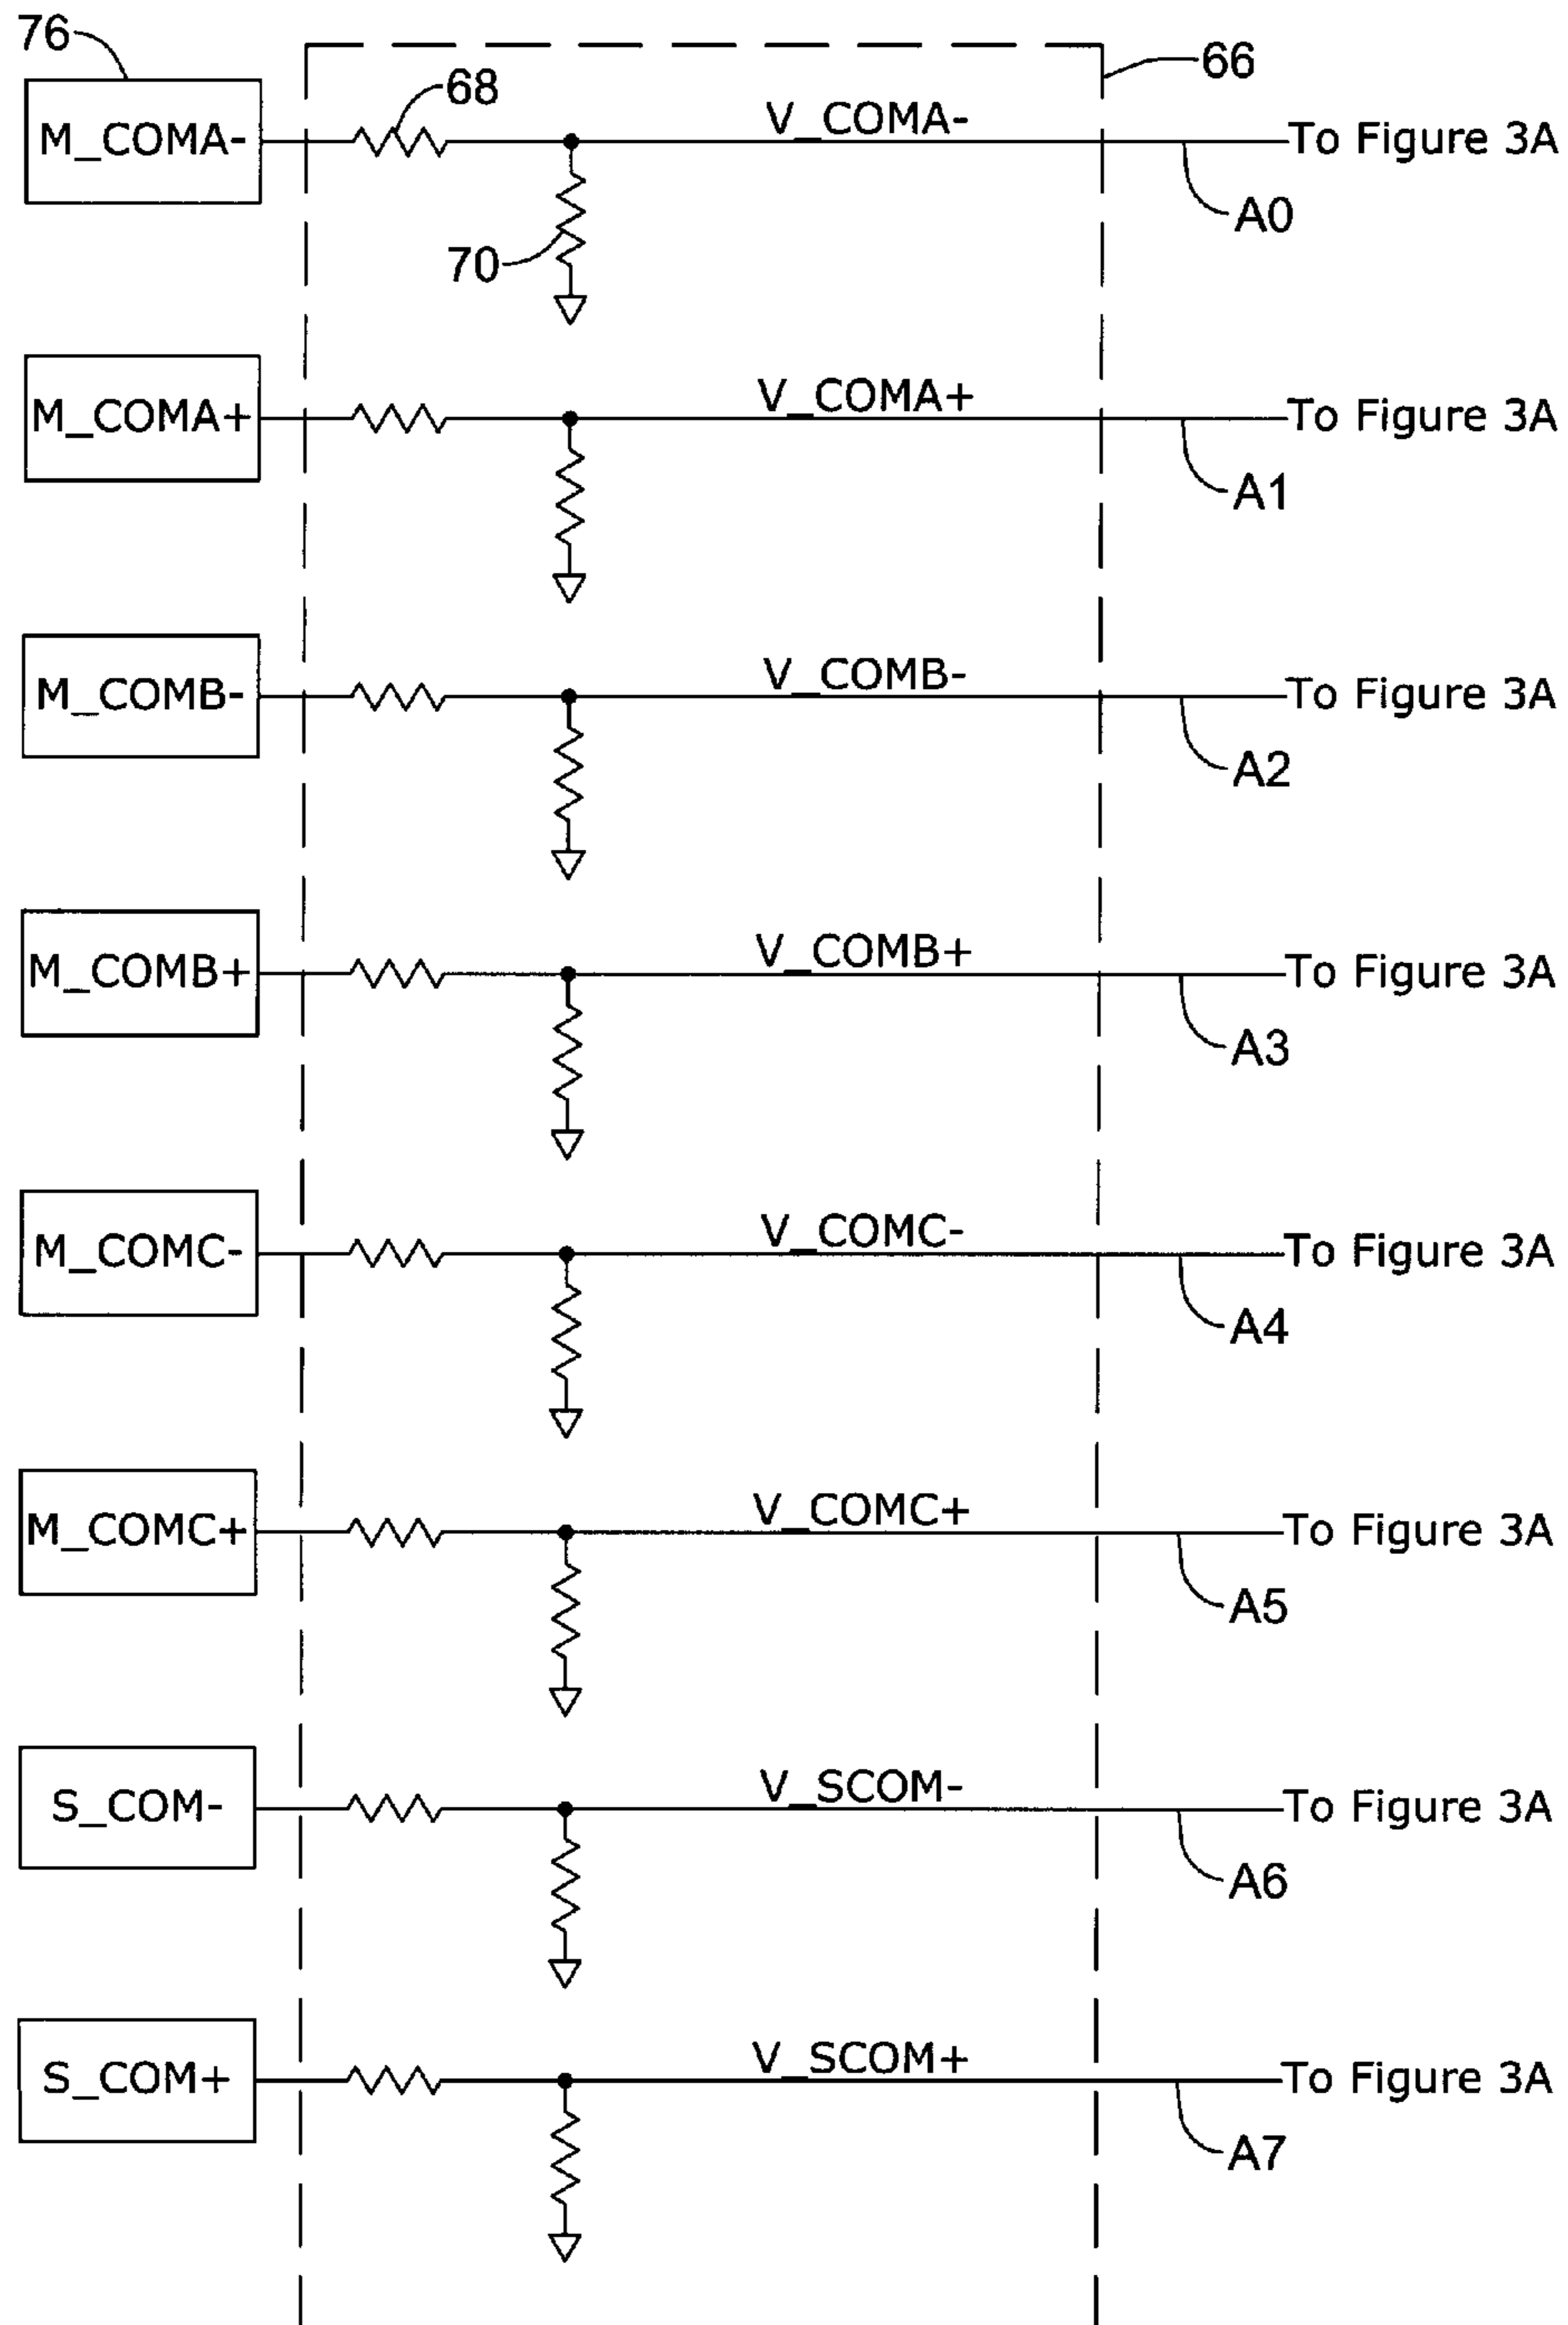 76
66
68
M_COMA-
V_COMA-
To Figure 3A
A0
70
M_COMA+
V_COMA+
To Figure 3A
A1
M_COMB-
V_COMB-
To Figure 3A
A2
M_COMB+
V_COMB+
To Figure 3A
A3
M_COMC-
V_COMC-
To Figure 3A
A4
M_COMC+
V_COMC+
To Figure 3A
A5
S_COM-
V_SCOM-
To Figure 3A
A6
S_COM+
V_SCOM+
To Figure 3A
A7